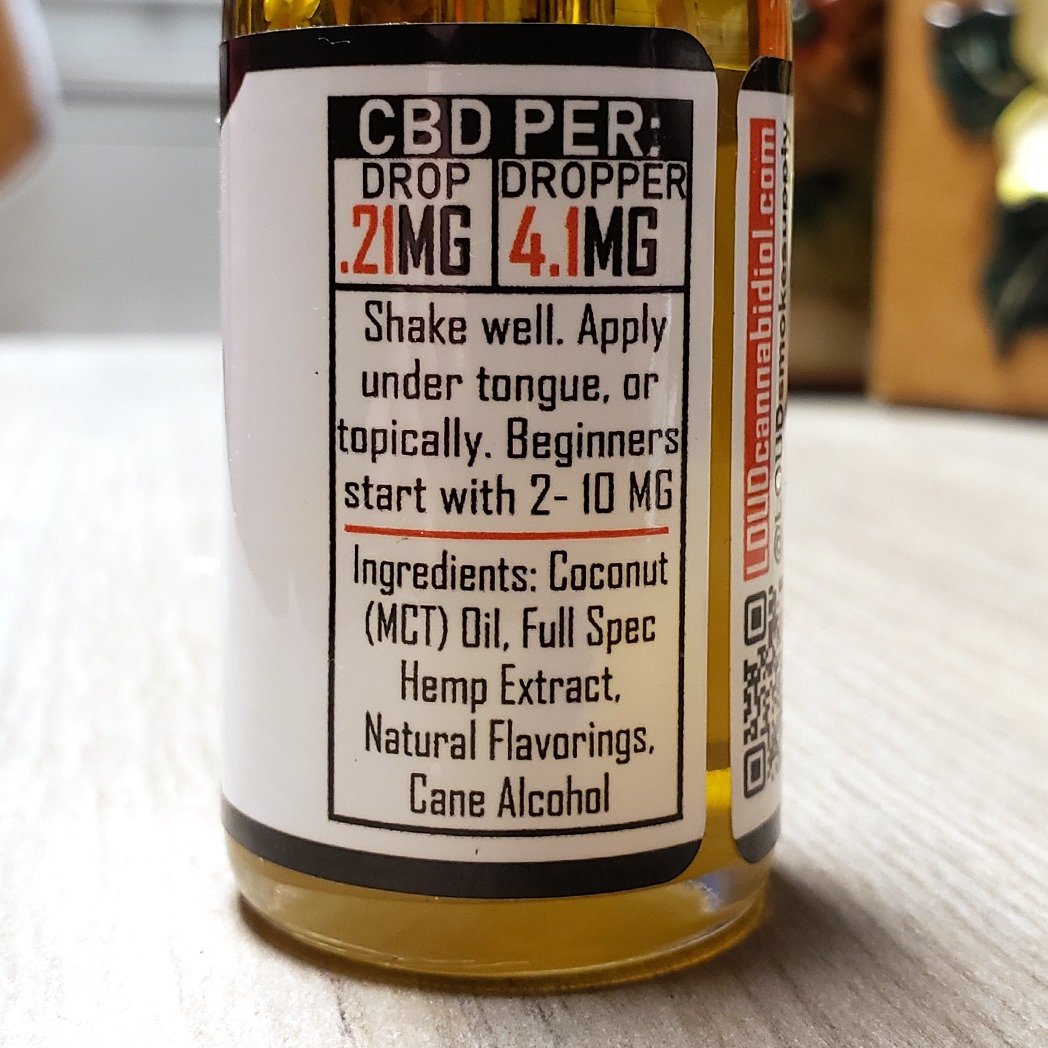 CBD PER:
DROP
.21MG
DROPPER
4.1MG
Shake well. Apply
under tongue, or
topically. Beginners
start with 2- 10 MG
Ingredients: Coconut
(MCT) Oil, Full Spec
Hemp Extract,
Natural Flavorings,
Cane Alcohol
LOUDcannabidiol.com
@LOUDsmokesupply